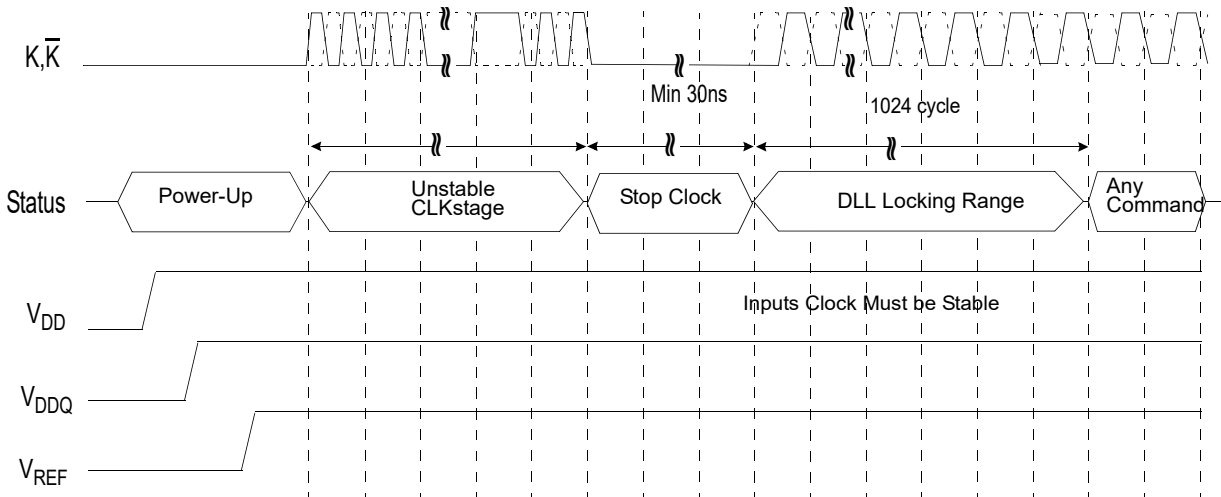 K,K̅
Min 30ns
1024 cycle
Status
Power-Up
Unstable
CLKstage
Stop Clock
DLL Locking Range
Any
Command
Inputs Clock Must be Stable
VDD
VDDQ
VREF